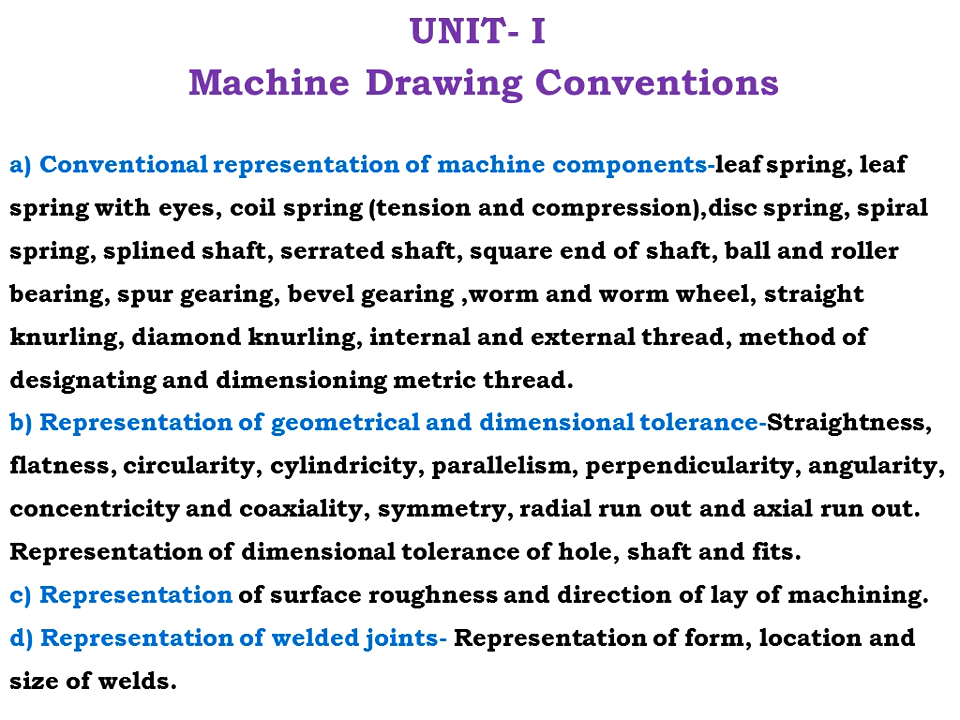 UNIT- I
Machine Drawing Conventions
a) Conventional representation of machine components-leaf spring, leaf
spring with eyes, coil spring (tension and compression),disc spring, spiral
spring, splined shaft, serrated shaft, square end of shaft, ball and roller
bearing, spur gearing, bevel gearing ,worm and worm wheel, straight
knurling, diamond knurling, internal and external thread, method of
designating and dimensioning metric thread.
b) Representation of geometrical and dimensional tolerance-Straightness,
flatness, circularity, cylindricity, parallelism, perpendicularity, angularity,
concentricity and coaxiality, symmetry, radial run out and axial run out.
Representation of dimensional tolerance of hole, shaft and fits.
c) Representation of surface roughness and direction of lay of machining.
d) Representation of welded joints- Representation of form, location and
size of welds.